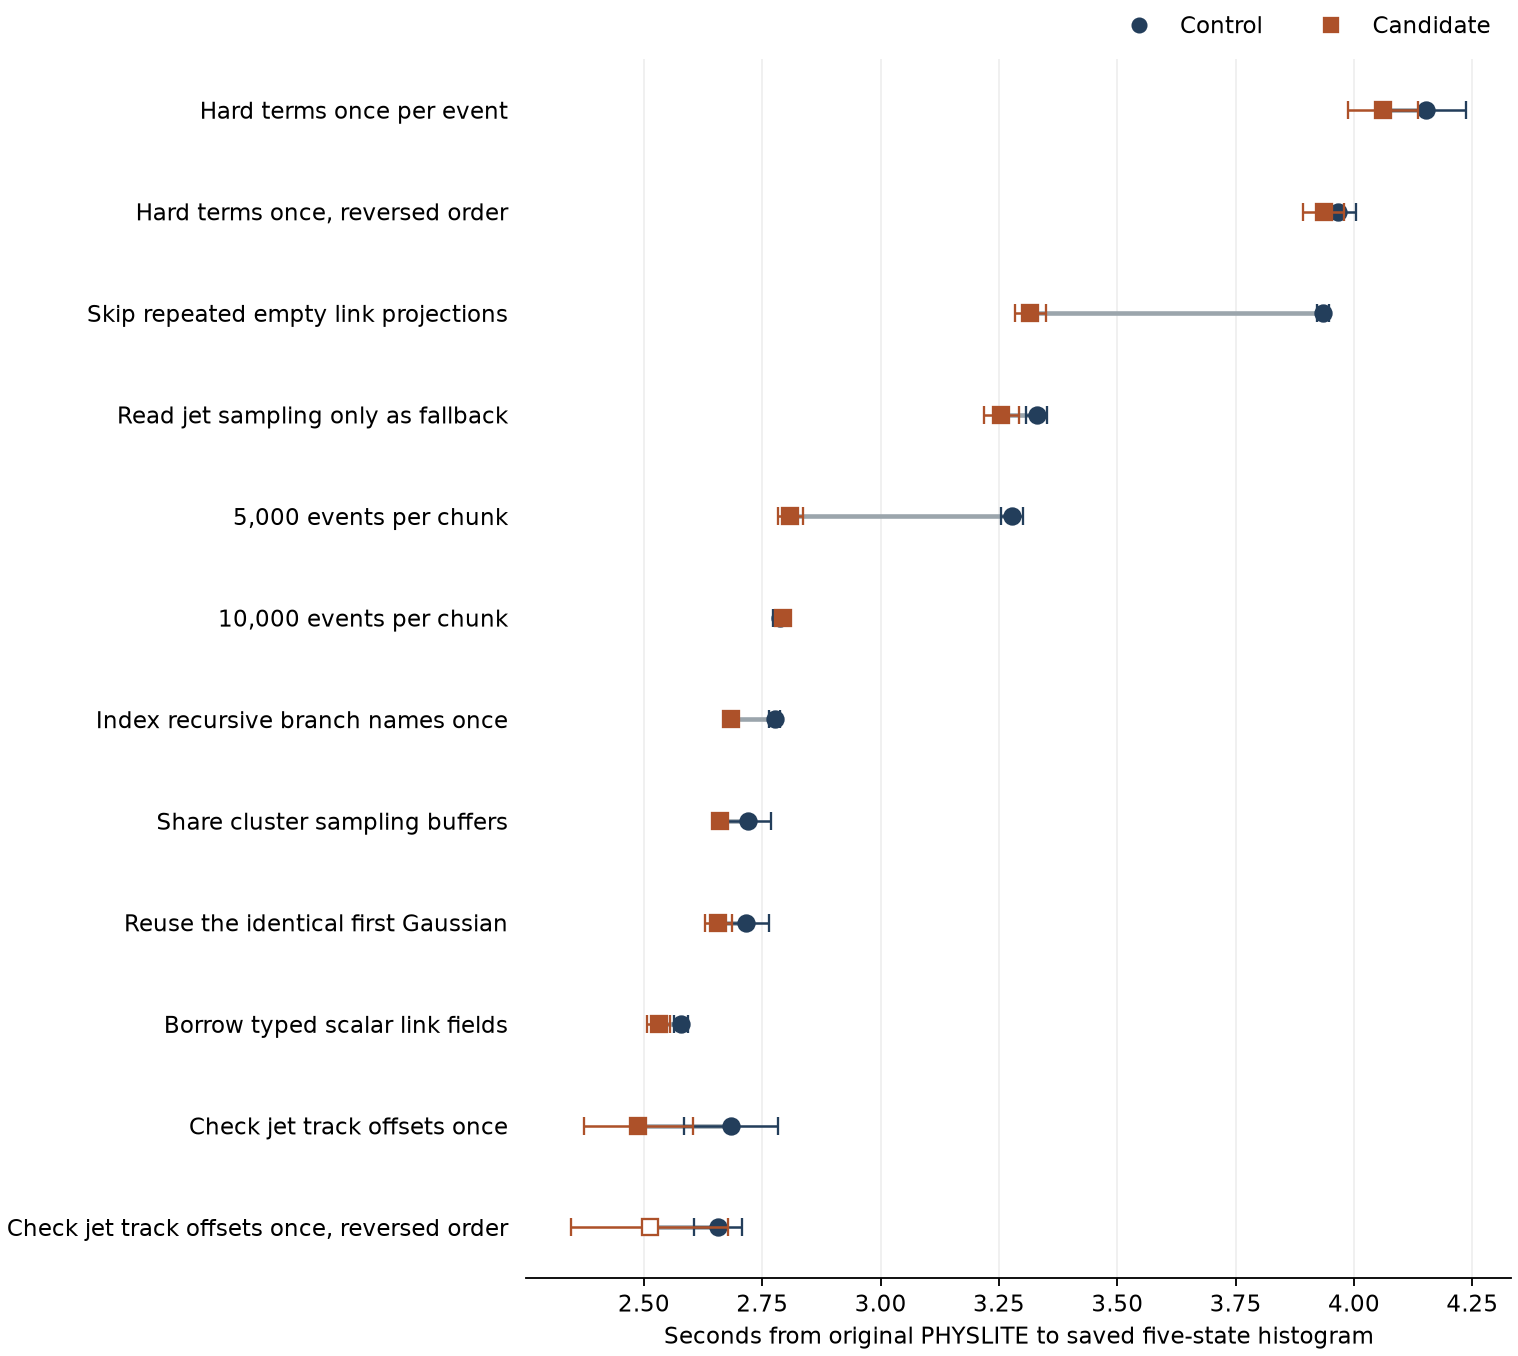 Control
Candidate
Hard terms once per event
Hard terms once, reversed order
Skip repeated empty link projections
Read jet sampling only as fallback
5,000 events per chunk
10,000 events per chunk
Index recursive branch names once
Share cluster sampling buffers
Reuse the identical first Gaussian
Borrow typed scalar link fields
Check jet track offsets once
Check jet track offsets once, reversed order
2.50 2.75 3.00 3.25 3.50 3.75 4.00 4.25
Seconds from original PHYSLITE to saved five-state histogram